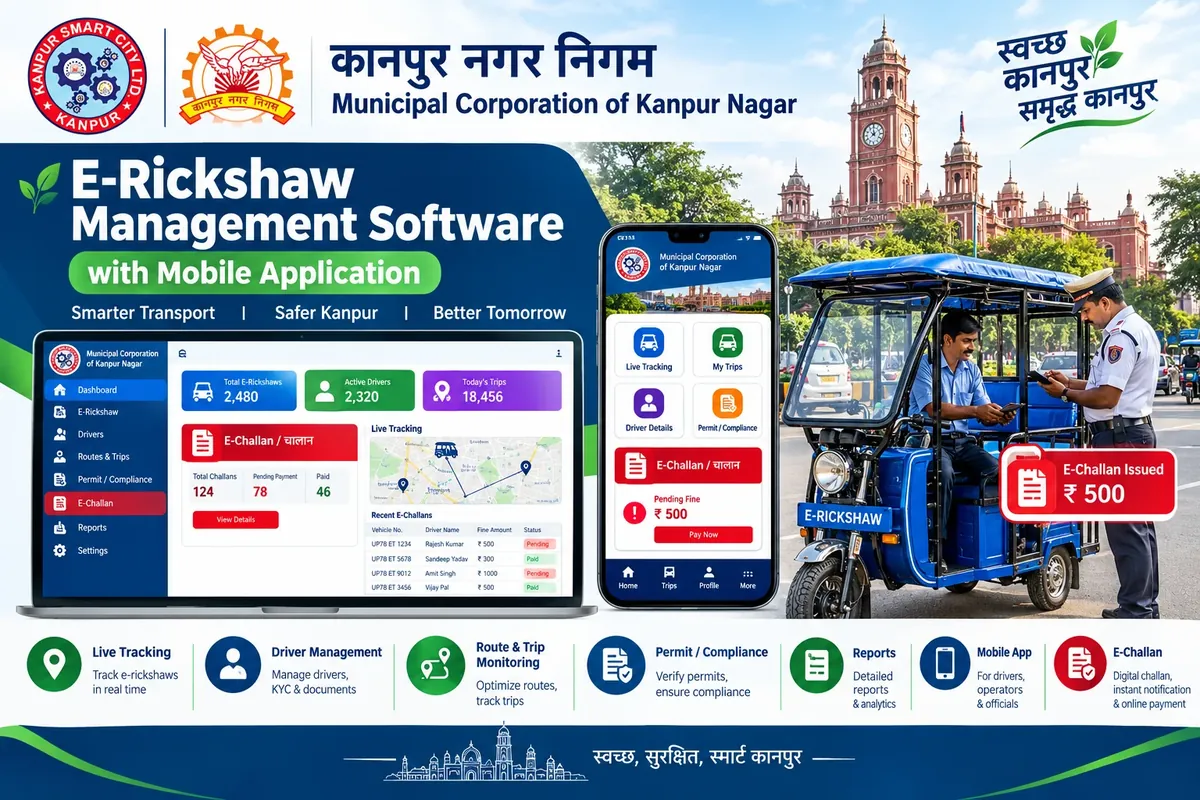 KANPUR SMART CITY LTD.
KANPUR
कानपुर नगर निगम
कानपुर नगर निगम
Municipal Corporation of Kanpur Nagar
स्वच्छ
कानपुर
समृद्ध कानपुर
E-Rickshaw
Management Software
with Mobile Application
Smarter Transport | Safer Kanpur | Better Tomorrow
Municipal Corporation
of Kanpur Nagar
Dashboard
E-Rickshaw
Drivers
Routes & Trips
Permit / Compliance
E-Challan
Reports
Settings
Total E-Rickshaws
2,480
Active Drivers
2,320
Today's Trips
18,456
E-Challan / चालान
Total Challans Pending Payment Paid
124 78 46
View Details
Live Tracking
Recent E-Challans
Vehicle No. Driver Name Fine Amount Status
UP78 ET 1234 Rajesh Kumar ₹ 500 Pending
UP78 ET 5678 Sandeep Yadav ₹ 300 Paid
UP78 ET 9012 Amit Singh ₹ 1000 Pending
UP78 ET 3456 Vijay Pal ₹ 500 Paid
Municipal Corporation
of Kanpur Nagar
Live Tracking
My Trips
Driver Details
Permit / Compliance
E-Challan / चालान
Pending Fine
₹ 500
Pay Now
Home Trips Profile More
E-RICKSHAW
E-Challan Issued
₹ 500
Live Tracking
Track e-rickshaws
in real time
Driver Management
Manage drivers,
KYC & documents
Route & Trip
Monitoring
Optimize routes,
track trips
Permit / Compliance
Verify permits,
ensure compliance
Reports
Detailed
reports
& analytics
Mobile App
For drivers,
operators
& officials
E-Challan
Digital challan,
instant notification
& online payment
स्वच्छ, सुरक्षित, स्मार्ट कानपुर